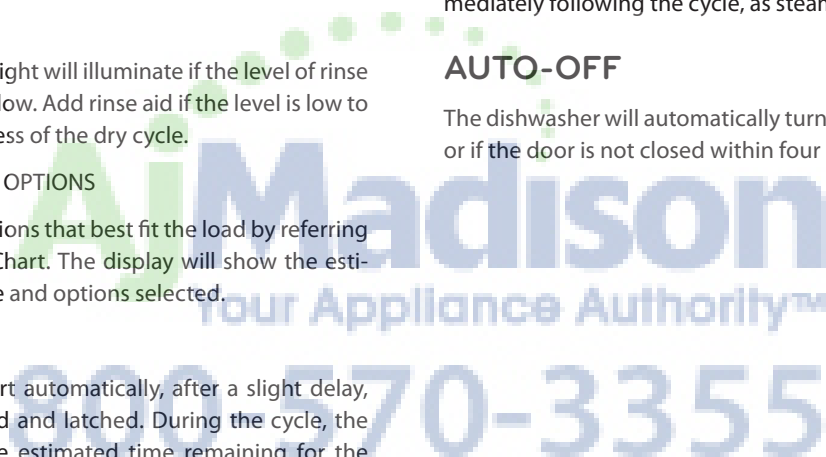 ight will illuminate if the level of rinse
low. Add rinse aid if the level is low to
ess of the dry cycle.
OPTIONS
ions that best fit the load by referring
Chart. The display will show the esti-
e and options selected.
rt automatically, after a slight delay,
d and latched. During the cycle, the
e estimated time remaining for the
mediately following the cycle, as steam
AUTO-OFF
The dishwasher will automatically turn
or if the door is not closed within four
AjMadison
Your Appliance Authority™
800-570-3355